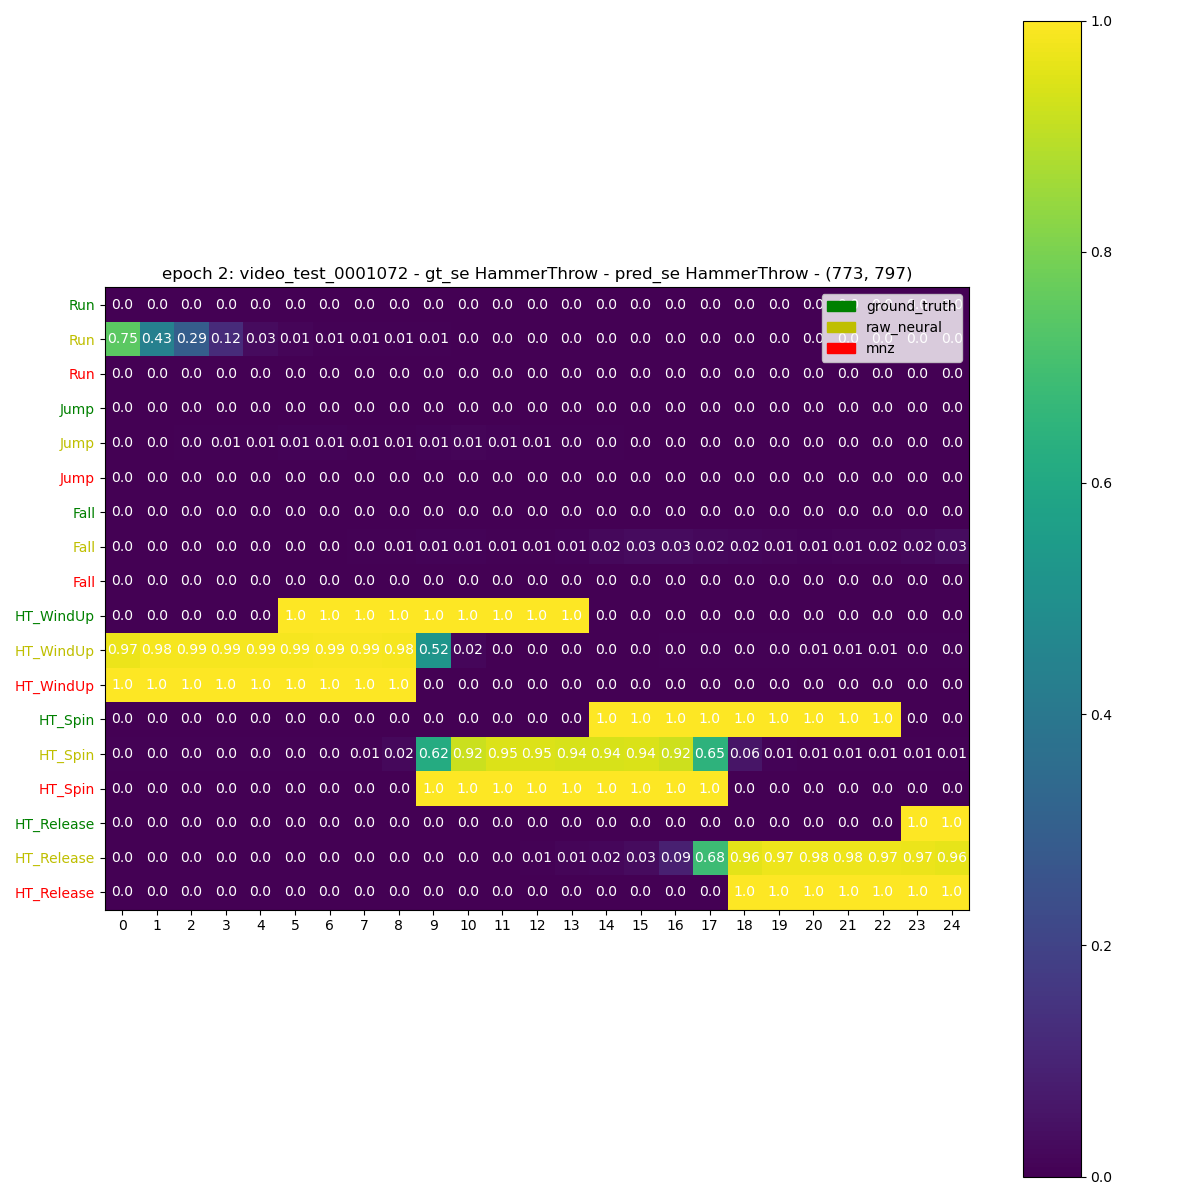 epoch 2: video_test_0001072 - gt_se HammerThrow - pred_se HammerThrow - (773, 797)
ground_truth
raw_neural
mnz
Run 0.0 0.0 0.0 0.0 0.0 0.0 0.0 0.0 0.0 0.0 0.0 0.0 0.0 0.0 0.0 0.0 0.0 0.0 0.0 0.0 0.0
Run 0.75 0.43 0.29 0.12 0.03 0.01 0.01 0.01 0.01 0.01 0.0 0.0 0.0 0.0 0.0 0.0 0.0 0.0 0.0 0.0 0.0 0.0 0.0 0.0 0.0
Run 0.0 0.0 0.0 0.0 0.0 0.0 0.0 0.0 0.0 0.0 0.0 0.0 0.0 0.0 0.0 0.0 0.0 0.0 0.0 0.0 0.0 0.0 0.0 0.0 0.0
Jump 0.0 0.0 0.0 0.0 0.0 0.0 0.0 0.0 0.0 0.0 0.0 0.0 0.0 0.0 0.0 0.0 0.0 0.0 0.0 0.0 0.0 0.0 0.0 0.0 0.0
Jump 0.0 0.0 0.0 0.01 0.01 0.01 0.01 0.01 0.01 0.01 0.01 0.01 0.01 0.0 0.0 0.0 0.0 0.0 0.0 0.0 0.0 0.0 0.0 0.0 0.0
Jump 0.0 0.0 0.0 0.0 0.0 0.0 0.0 0.0 0.0 0.0 0.0 0.0 0.0 0.0 0.0 0.0 0.0 0.0 0.0 0.0 0.0 0.0 0.0 0.0 0.0
Fall 0.0 0.0 0.0 0.0 0.0 0.0 0.0 0.0 0.0 0.0 0.0 0.0 0.0 0.0 0.0 0.0 0.0 0.0 0.0 0.0 0.0 0.0 0.0 0.0 0.0
Fall 0.0 0.0 0.0 0.0 0.0 0.0 0.0 0.0 0.01 0.01 0.01 0.01 0.01 0.01 0.02 0.03 0.03 0.02 0.02 0.01 0.01 0.01 0.02 0.02 0.03
Fall 0.0 0.0 0.0 0.0 0.0 0.0 0.0 0.0 0.0 0.0 0.0 0.0 0.0 0.0 0.0 0.0 0.0 0.0 0.0 0.0 0.0 0.0 0.0 0.0 0.0
HT_WindUp 0.0 0.0 0.0 0.0 0.0 1.0 1.0 1.0 1.0 1.0 1.0 1.0 1.0 1.0 0.0 0.0 0.0 0.0 0.0 0.0 0.0 0.0 0.0 0.0 0.0
HT_WindUp 0.97 0.98 0.99 0.99 0.99 0.99 0.99 0.99 0.98 0.52 0.02 0.0 0.0 0.0 0.0 0.0 0.0 0.0 0.0 0.0 0.01 0.01 0.01 0.0 0.0
HT_WindUp 1.0 1.0 1.0 1.0 1.0 1.0 1.0 1.0 1.0 0.0 0.0 0.0 0.0 0.0 0.0 0.0 0.0 0.0 0.0 0.0 0.0 0.0 0.0 0.0 0.0
HT_Spin 0.0 0.0 0.0 0.0 0.0 0.0 0.0 0.0 0.0 0.0 0.0 0.0 0.0 0.0 1.0 1.0 1.0 1.0 1.0 1.0 1.0 1.0 1.0 0.0 0.0
HT_Spin 0.0 0.0 0.0 0.0 0.0 0.0 0.0 0.01 0.02 0.62 0.92 0.95 0.95 0.94 0.94 0.94 0.92 0.65 0.06 0.01 0.01 0.01 0.01 0.01 0.01
HT_Spin 0.0 0.0 0.0 0.0 0.0 0.0 0.0 0.0 0.0 1.0 1.0 1.0 1.0 1.0 1.0 1.0 1.0 1.0 0.0 0.0 0.0 0.0 0.0 0.0 0.0
HT_Release 0.0 0.0 0.0 0.0 0.0 0.0 0.0 0.0 0.0 0.0 0.0 0.0 0.0 0.0 0.0 0.0 0.0 0.0 0.0 0.0 0.0 0.0 0.0 1.0 1.0
HT_Release 0.0 0.0 0.0 0.0 0.0 0.0 0.0 0.0 0.0 0.0 0.0 0.0 0.01 0.01 0.02 0.03 0.09 0.68 0.96 0.97 0.98 0.98 0.97 0.97 0.96
HT_Release 0.0 0.0 0.0 0.0 0.0 0.0 0.0 0.0 0.0 0.0 0.0 0.0 0.0 0.0 0.0 0.0 0.0 0.0 1.0 1.0 1.0 1.0 1.0 1.0 1.0
0 1 2 3 4 5 6 7 8 9 10 11 12 13 14 15 16 17 18 19 20 21 22 23 24
1.0
0.8
0.6
0.4
0.2
0.0